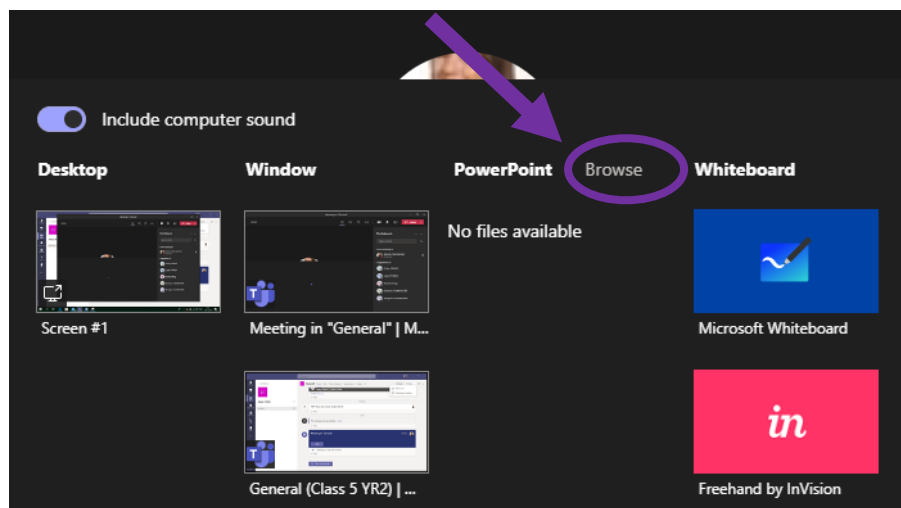 Include computer sound
Desktop
Window
PowerPoint Browse
Whiteboard
No files available
Screen #1
Meeting in "General" | M...
Microsoft Whiteboard
in
General (Class 5 YR2) | ...
Freehand by InVision